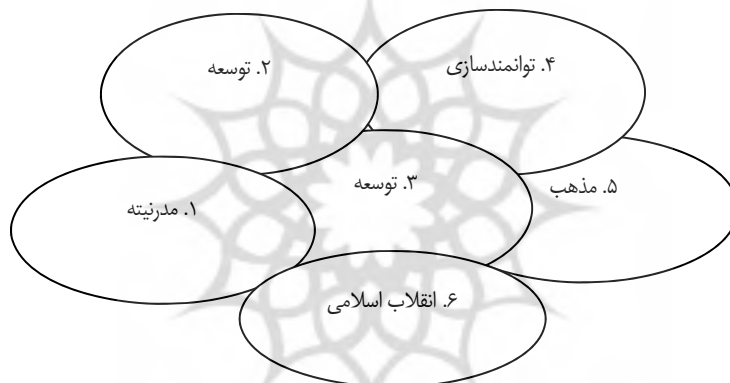 ۲. توسعه
۴. توانمندسازی
۳. توسعه
۵. مذهب
۱. مدرنیته
۶. انقلاب اسلامی